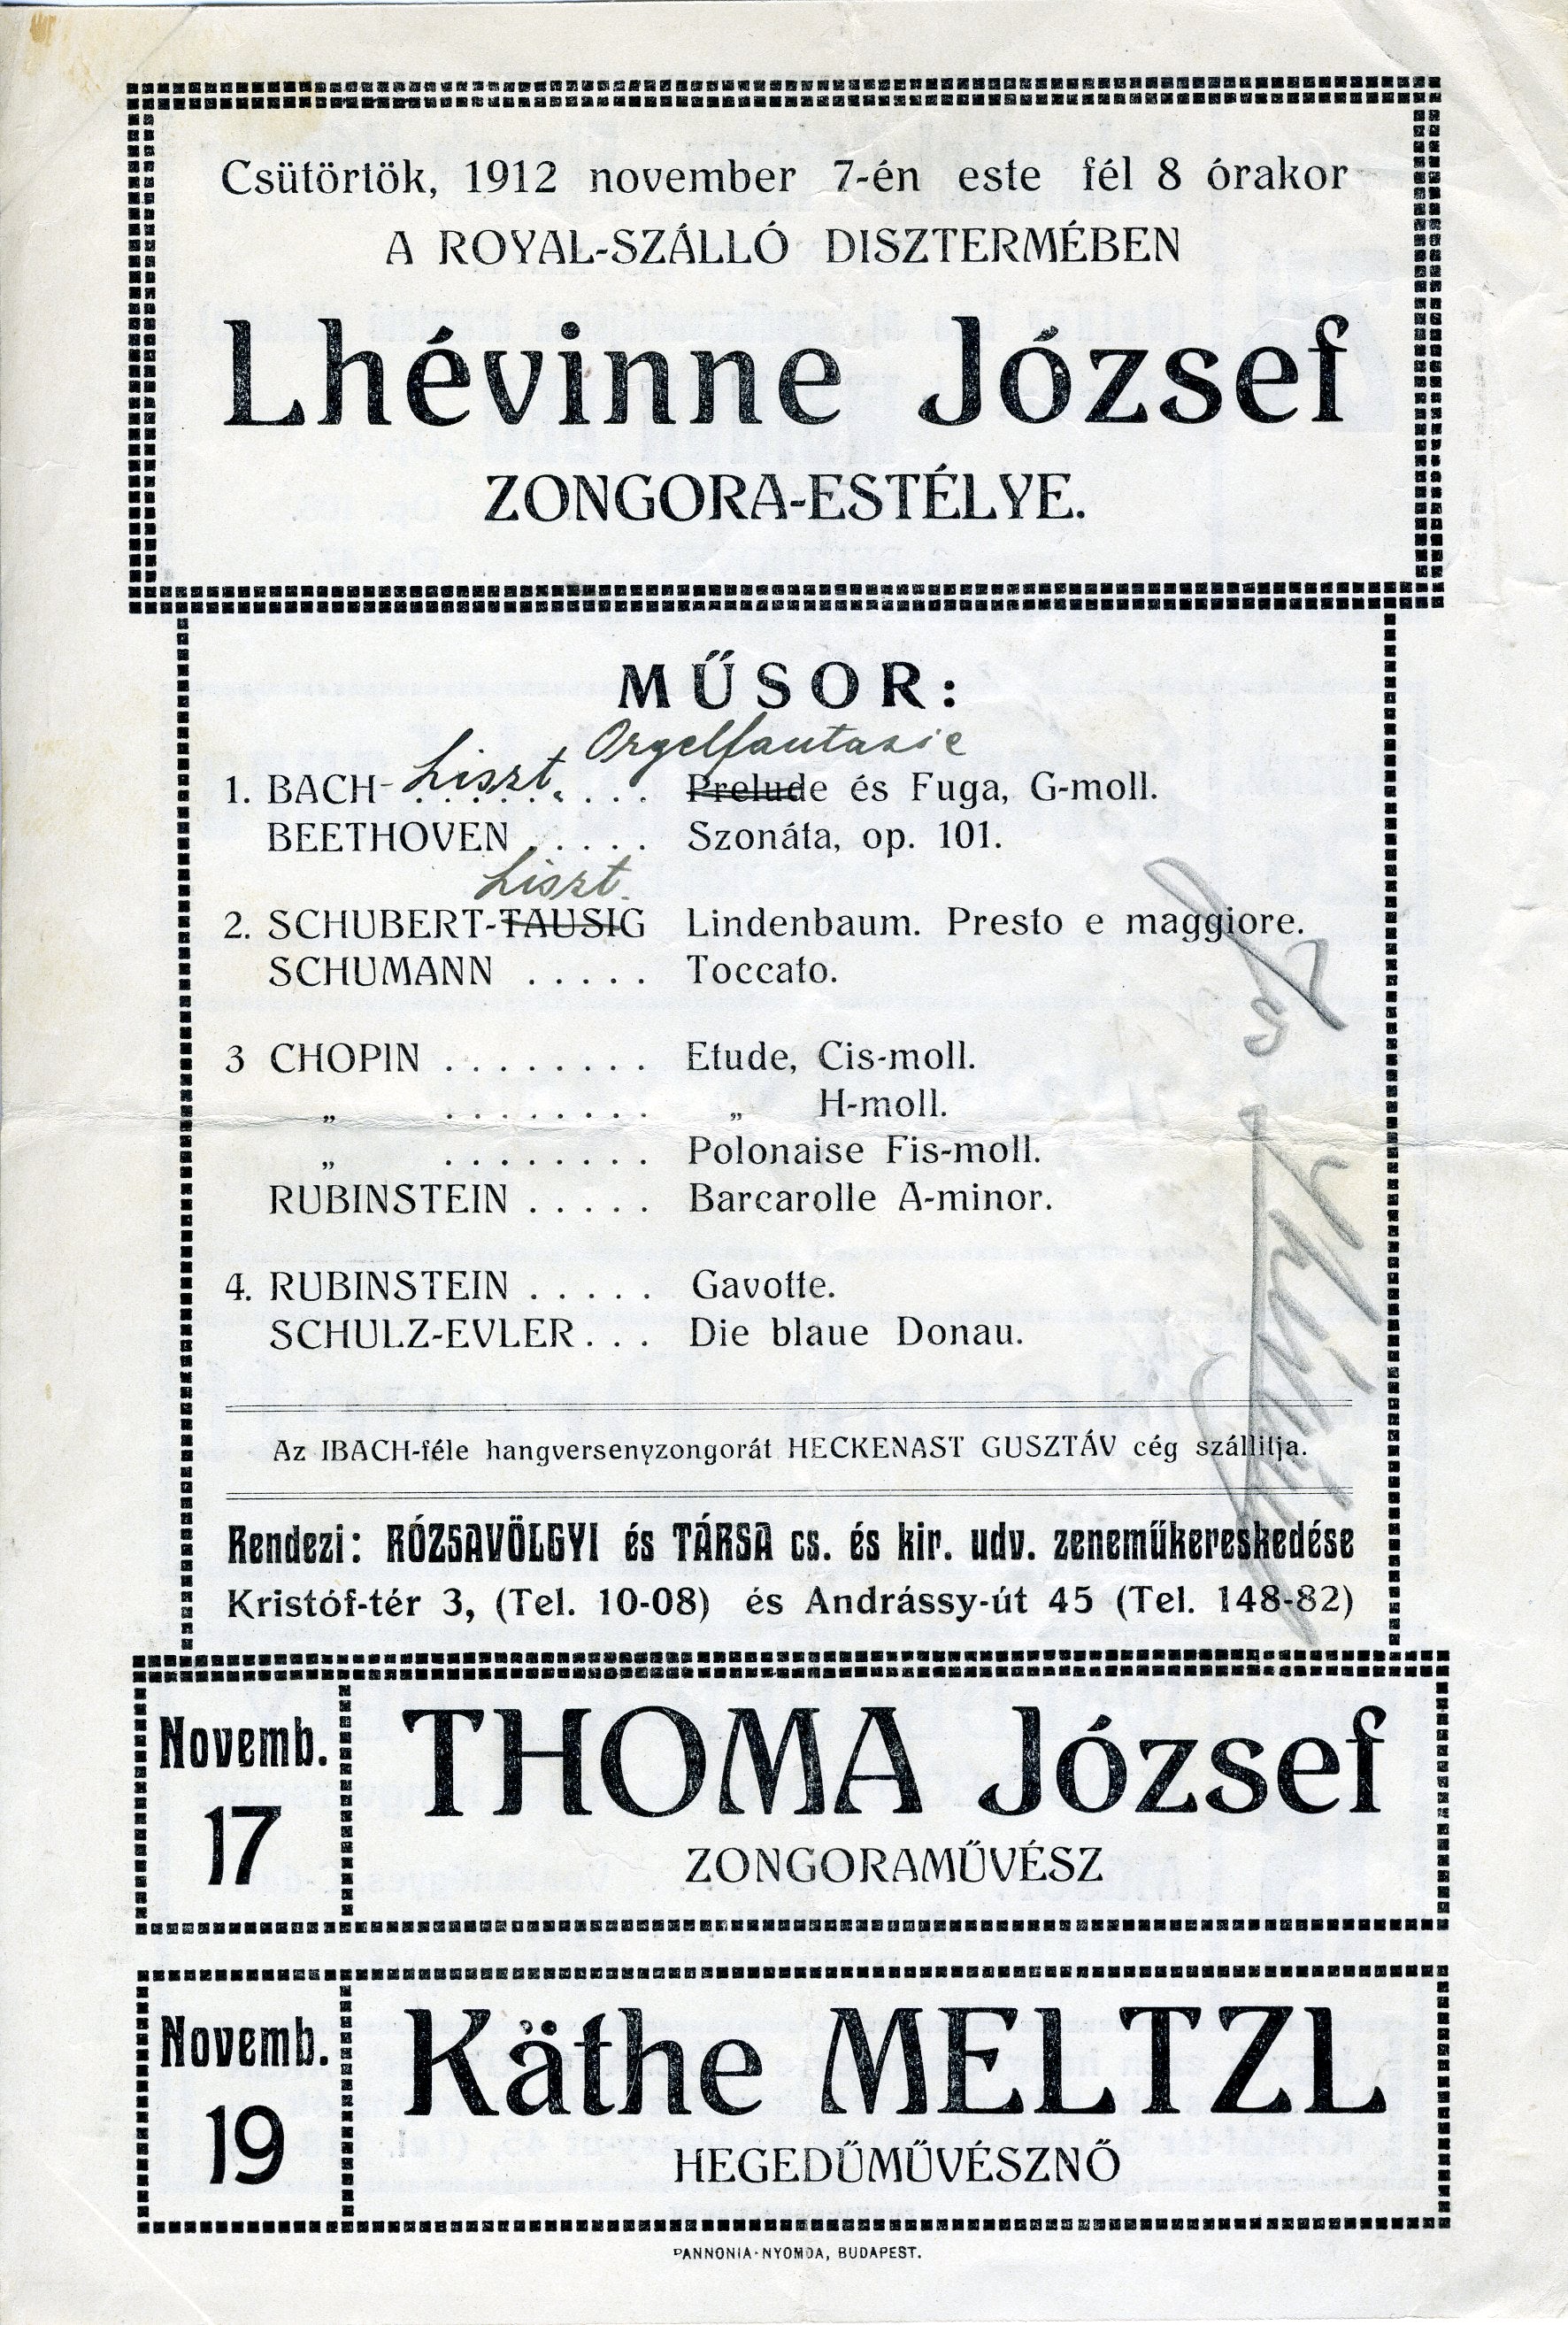 Csütörtök, 1912 november 7-én este fél 8 órakor
A ROYAL-SZÁLLÓ DISZTERMÉBEN
Lhévinne József
ZONGORA-ESTÉLYE.
MŰSOR:
Orgelfantasie
1. BACH- Liszt. . . . Prelude és Fuga, G-moll.
BEETHOVEN . . . . . Szonáta, op. 101.
Liszt.
2. SCHUBERT-TAUSIG Lindenbaum. Presto e maggiore.
SCHUMANN . . . . . Toccato.
3 CHOPIN . . . . . . . . Etude, Cis-moll.
„ . . . . . . . . „ H-moll.
„ . . . . . . . . Polonaise Fis-moll.
RUBINSTEIN . . . . . Barcarolle A-minor.
4. RUBINSTEIN . . . . . Gavotte.
SCHULZ-EVLER . . . Die blaue Donau.
Az IBACH-féle hangversenyzongorát HECKENAST GUSZTÁV cég szállitja.
Rendezi: RÓZSAVÖLGYI és TÁRSA cs. és kir. udv. zeneműkereskedése
Kristóf-tér 3, (Tel. 10-08) és Andrássy-út 45 (Tel. 148-82)
Novemb.
17
THOMA József
ZONGORAMŰVÉSZ
Novemb.
19
Käthe MELTZL
HEGEDŰMŰVÉSZNŐ
PANNONIA-NYOMDA, BUDAPEST.